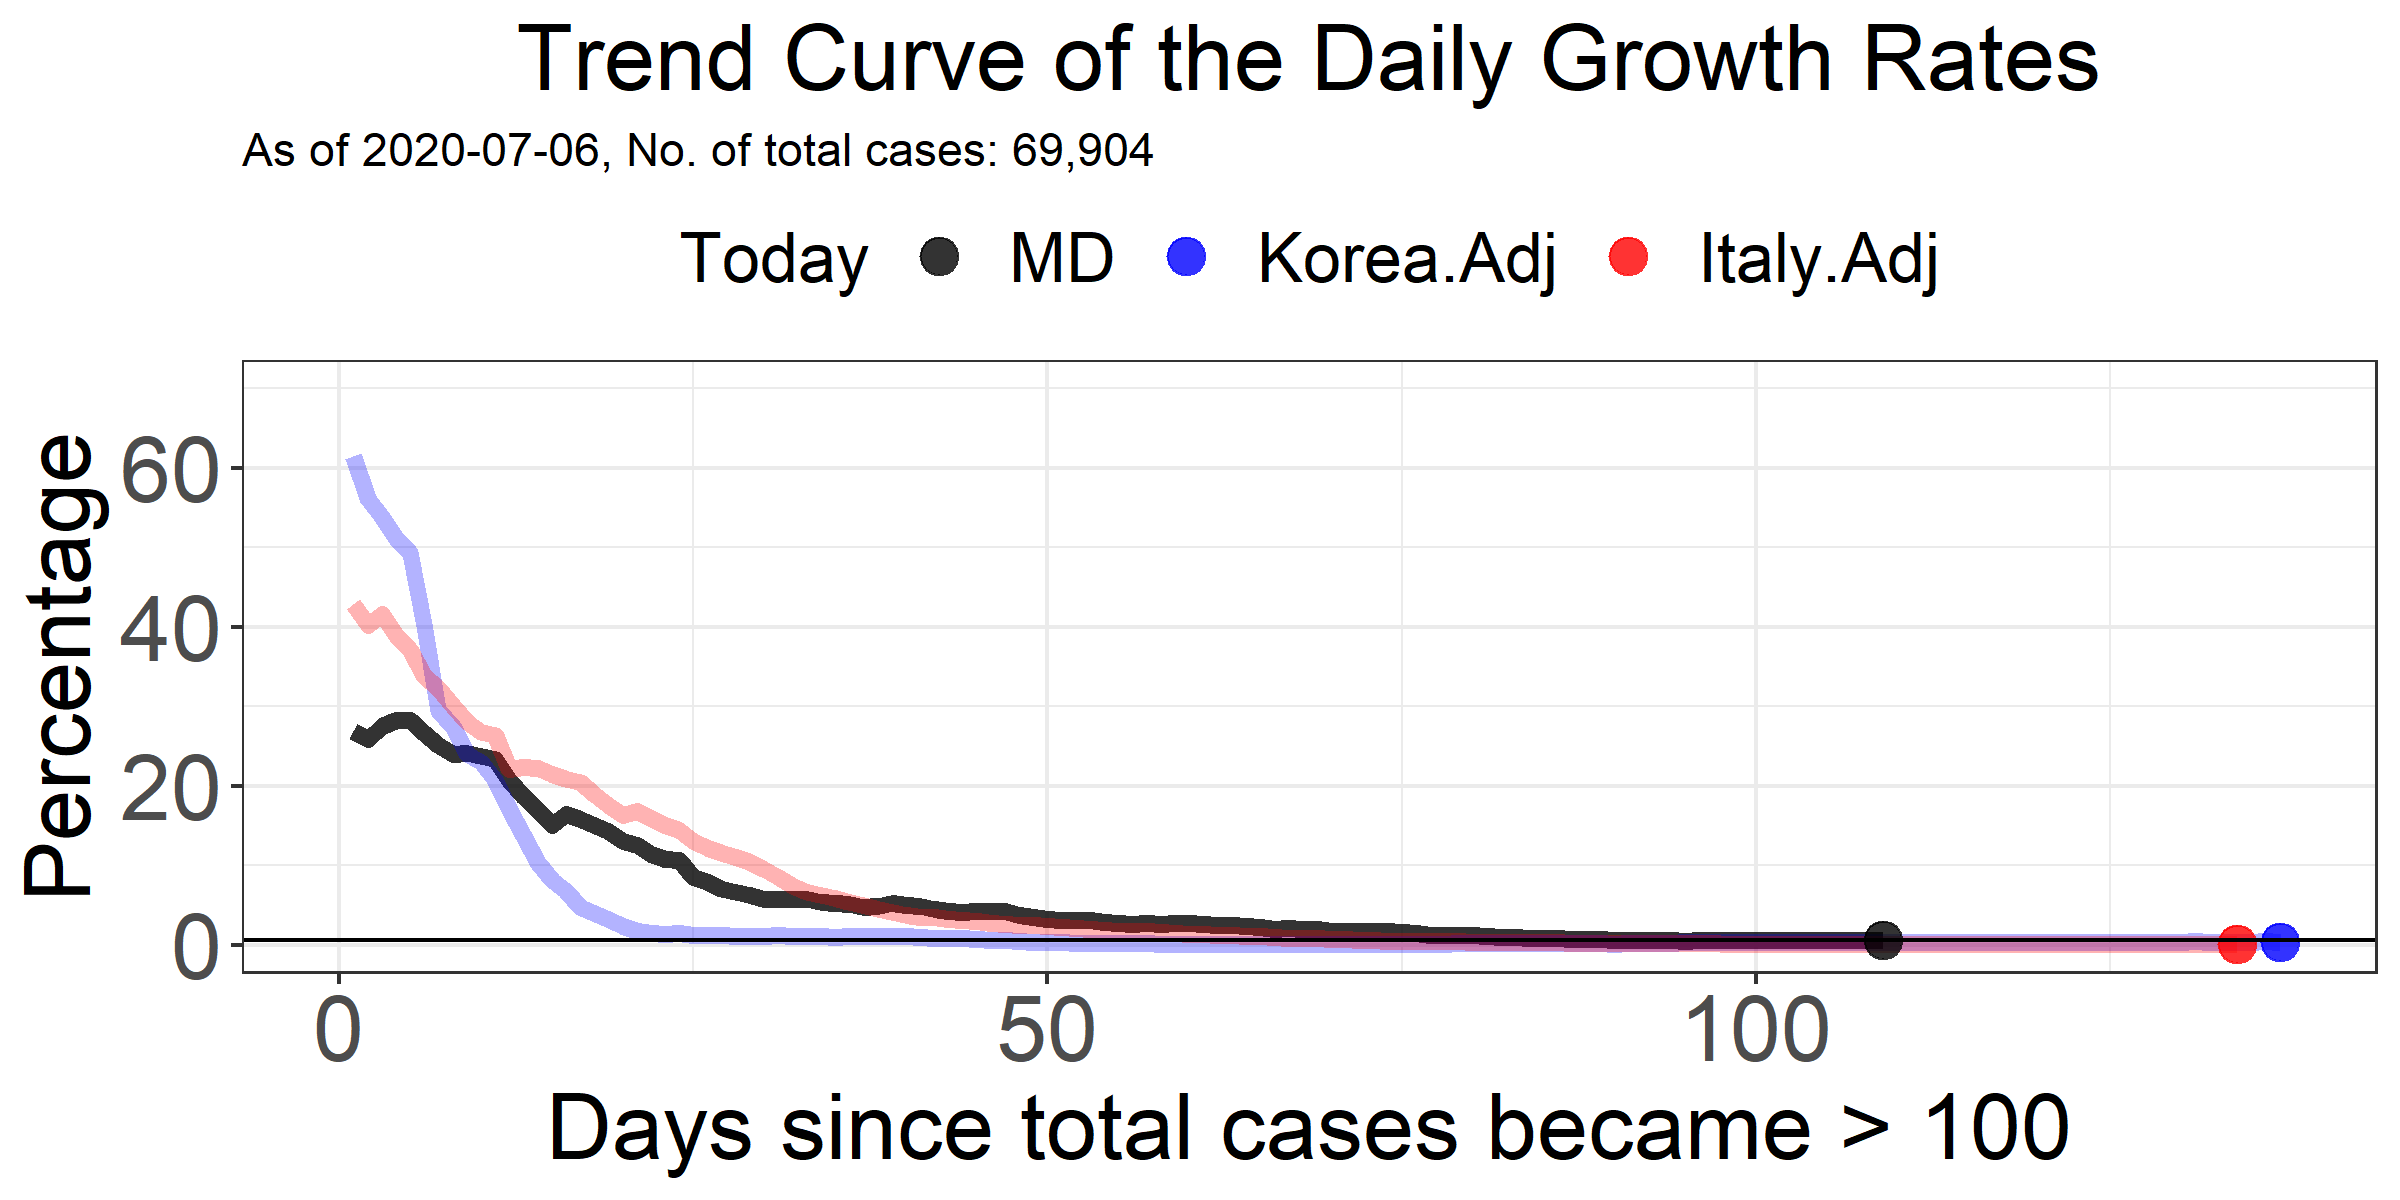 Trend Curve of the Daily Growth Rates
As of 2020-07-06, No. of total cases: 69,904
Today MD Korea.Adj Italy.Adj
Percentage
60
40
20
0
0 50 100
Days since total cases became > 100